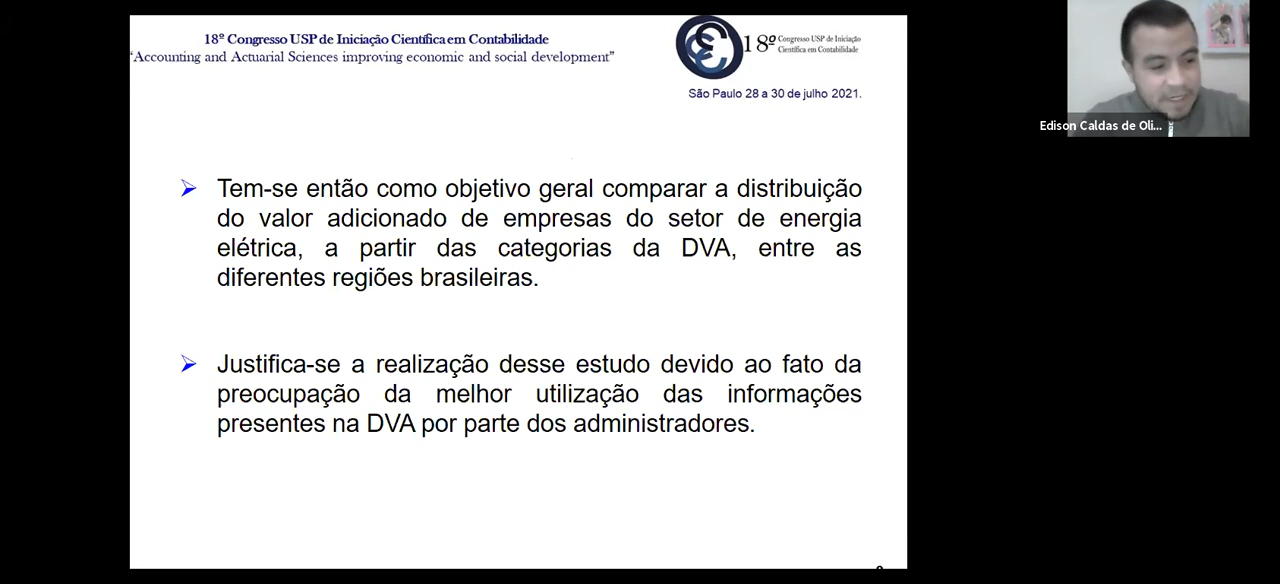 18º Congresso USP de Iniciação Científica em Contabilidade
“Accounting and Actuarial Sciences improving economic and social development”
18º Congresso USP de Iniciação
Científica em Contabilidade
São Paulo 28 a 30 de julho 2021.
Edison Caldas de Oli...
Tem-se então como objetivo geral comparar a distribuição
do valor adicionado de empresas do setor de energia
elétrica, a partir das categorias da DVA, entre as
diferentes regiões brasileiras.
Justifica-se a realização desse estudo devido ao fato da
preocupação da melhor utilização das informações
presentes na DVA por parte dos administradores.